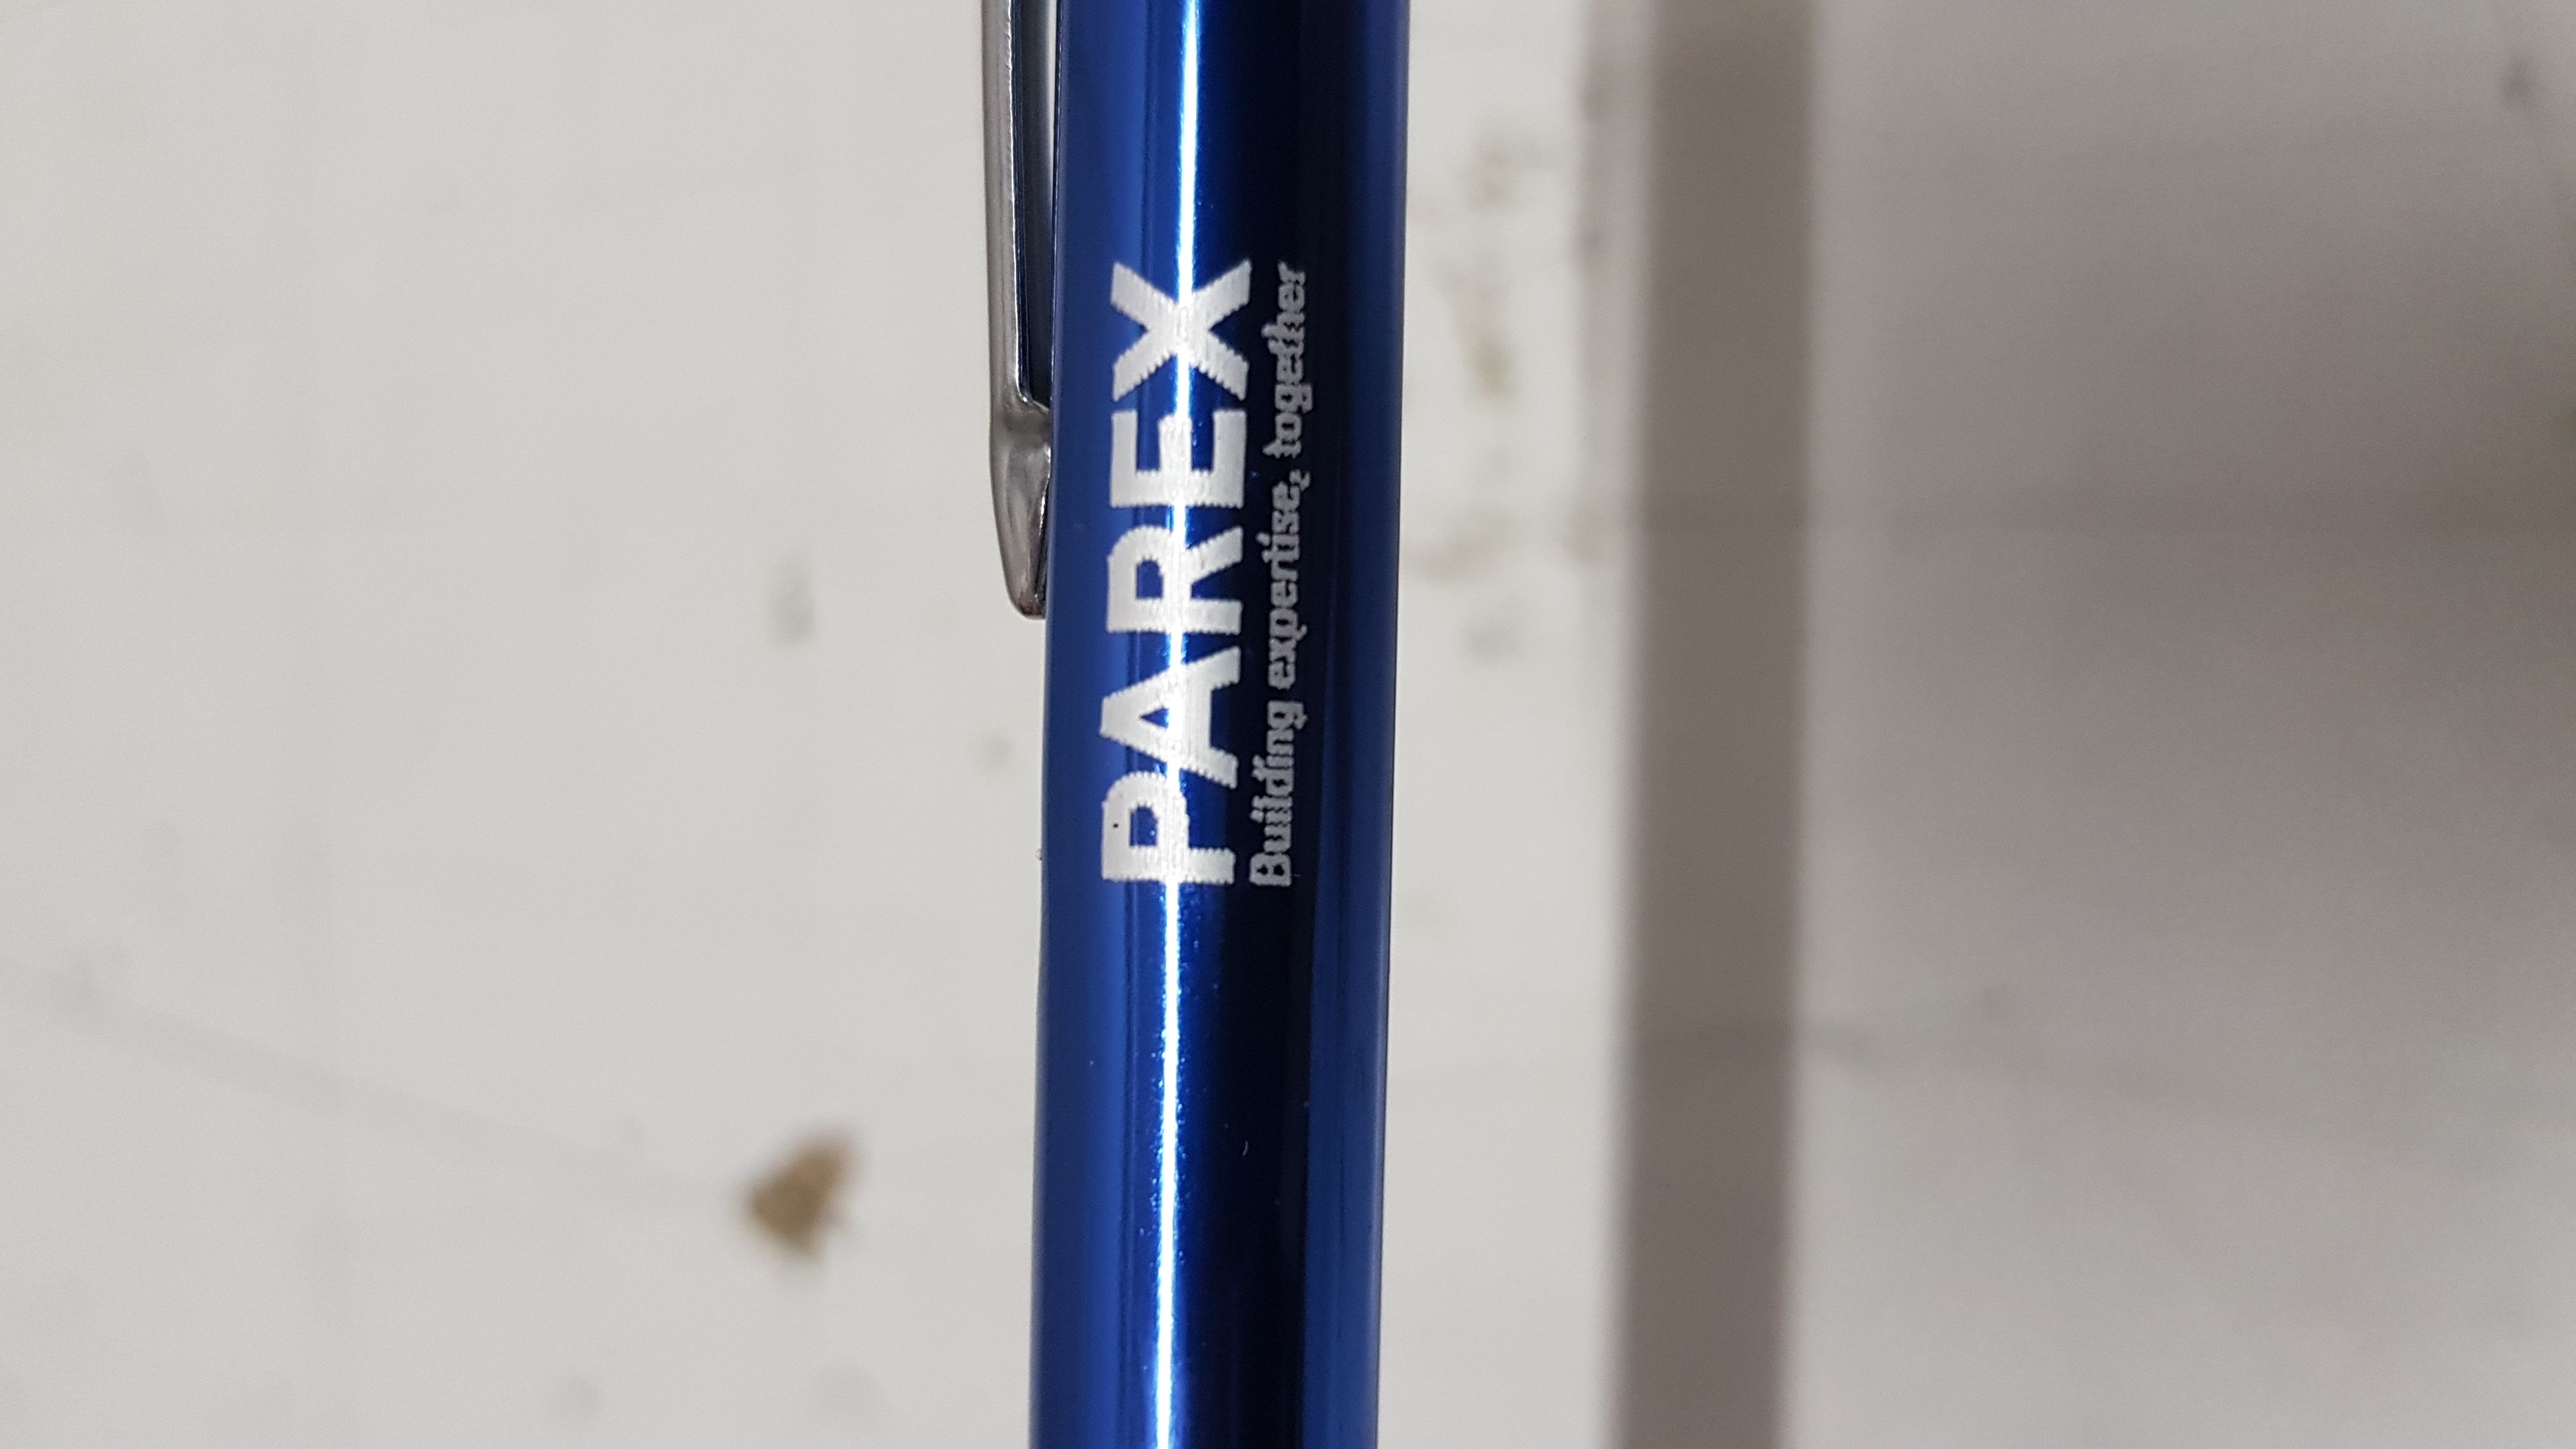 PAREX
Building expertise, together